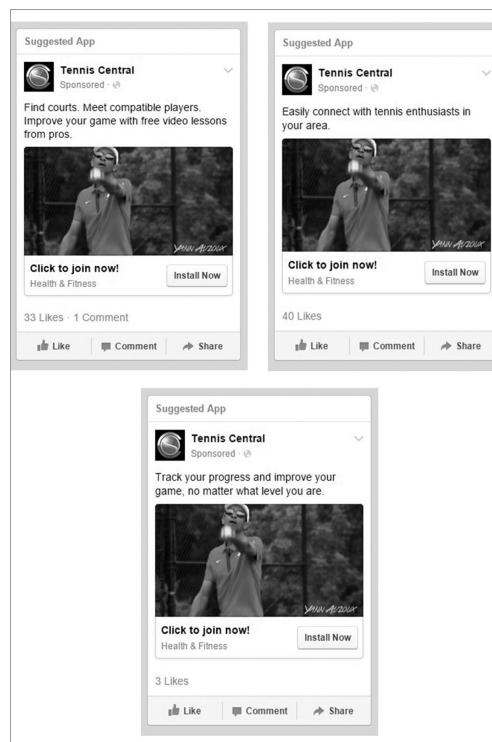 Suggested App
Tennis Central
Sponsored ·
Find courts. Meet compatible players.
Improve your game with free video lessons
from pros.
YANN AUZOUX
Click to join now!
Health & Fitness
Install Now
33 Likes · 1 Comment
Like
Comment
Share
Suggested App
Tennis Central
Sponsored ·
Easily connect with tennis enthusiasts in
your area.
YANN AUZOUX
Click to join now!
Health & Fitness
Install Now
40 Likes
Like
Comment
Share
Suggested App
Tennis Central
Sponsored ·
Track your progress and improve your
game, no matter what level you are.
YANN AUZOUX
Click to join now!
Health & Fitness
Install Now
3 Likes
Like
Comment
Share